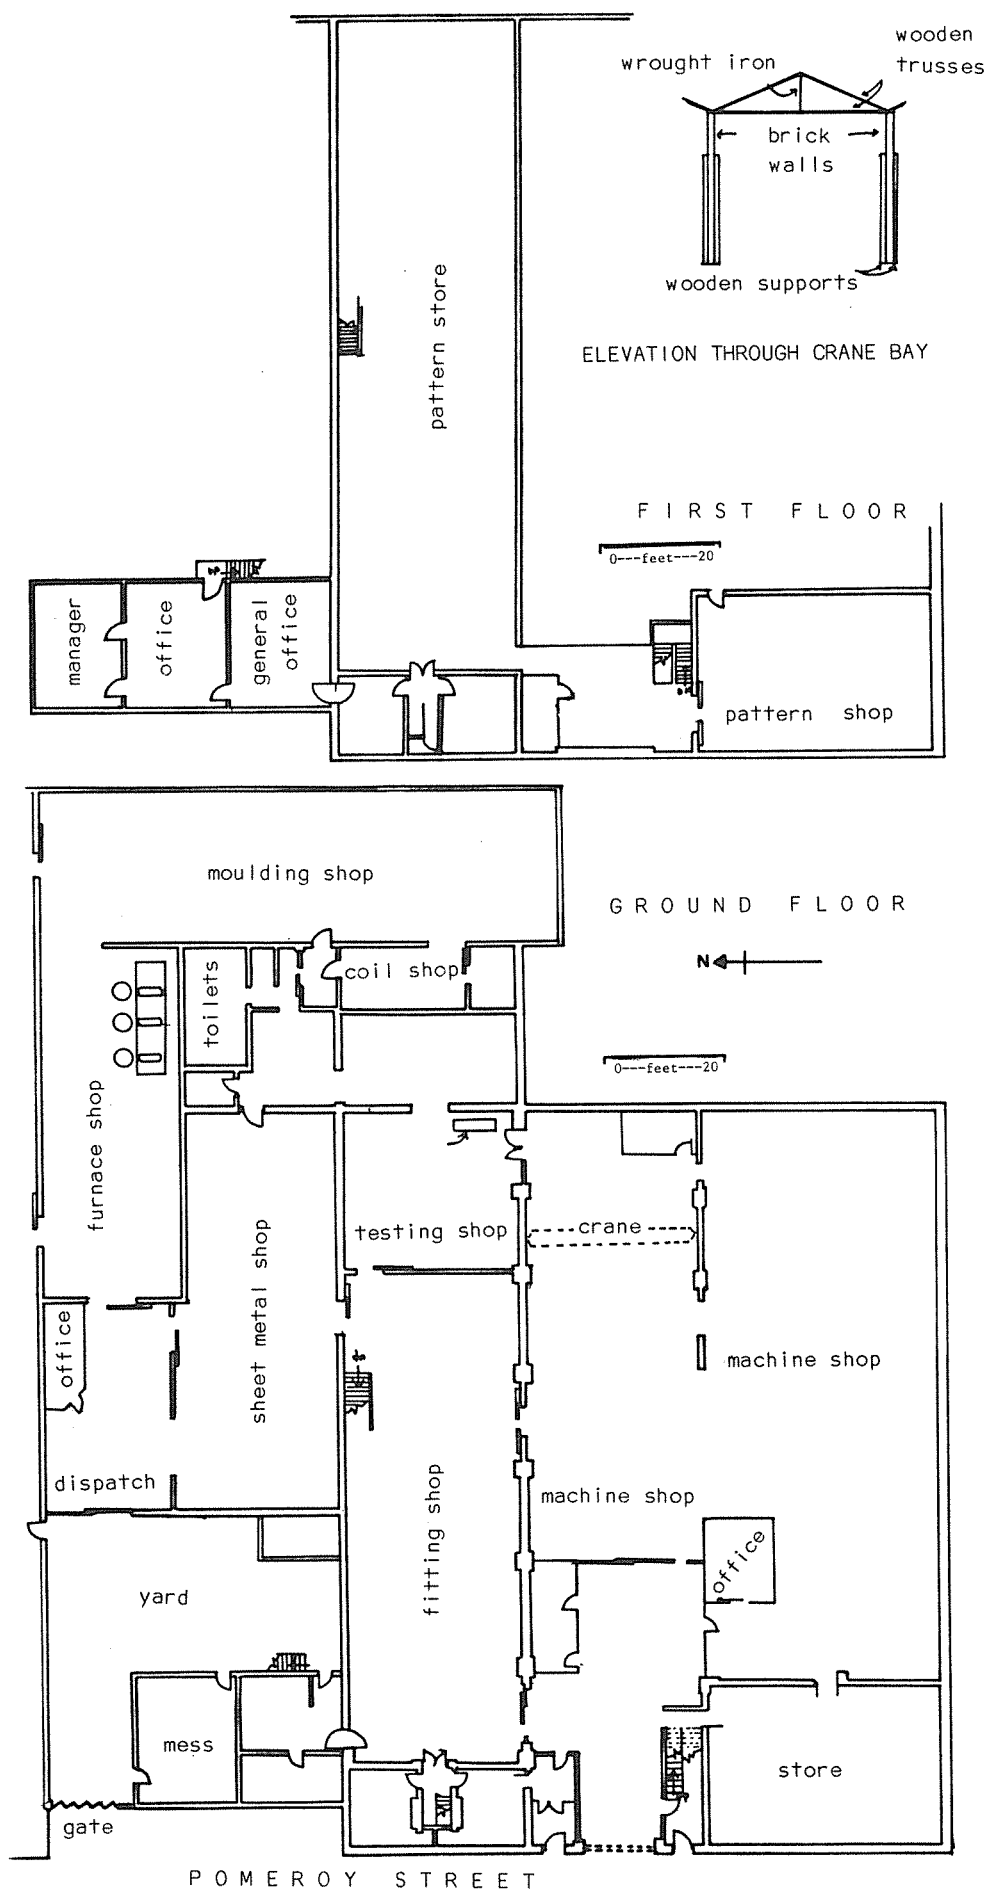 wooden
trusses
wrought iron
brick
walls
wooden supports
ELEVATION THROUGH CRANE BAY
pattern store
FIRST FLOOR
0---feet---20
manager
office
general
office
pattern shop
moulding shop
GROUND FLOOR
N
coil shop
toilets
0---feet---20
furnace shop
testing shop
crane
sheet metal shop
office
machine shop
dispatch
machine shop
fitting shop
office
yard
mess
store
gate
POMEROY STREET